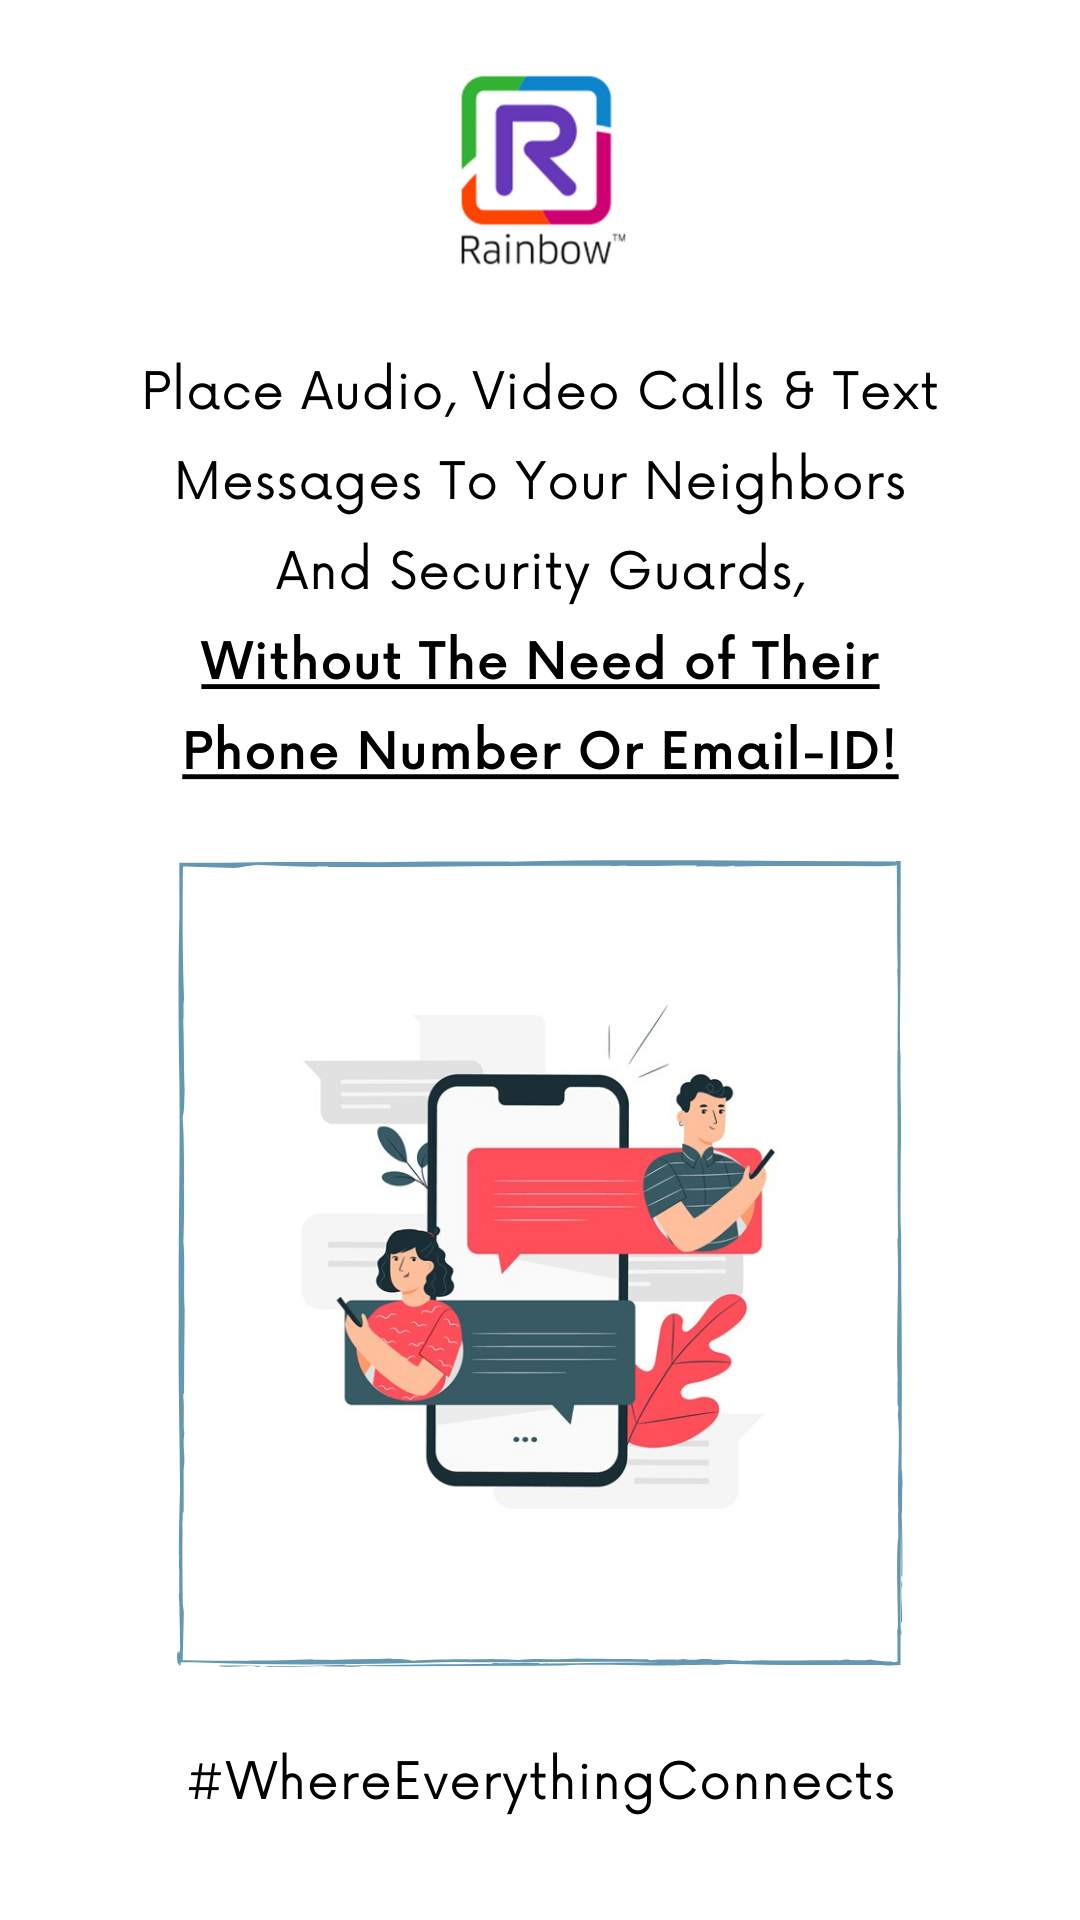 R
Rainbow™
Place Audio, Video Calls & Text
Messages To Your Neighbors
And Security Guards,
Without The Need of Their
Phone Number Or Email-ID!
#WhereEverythingConnects